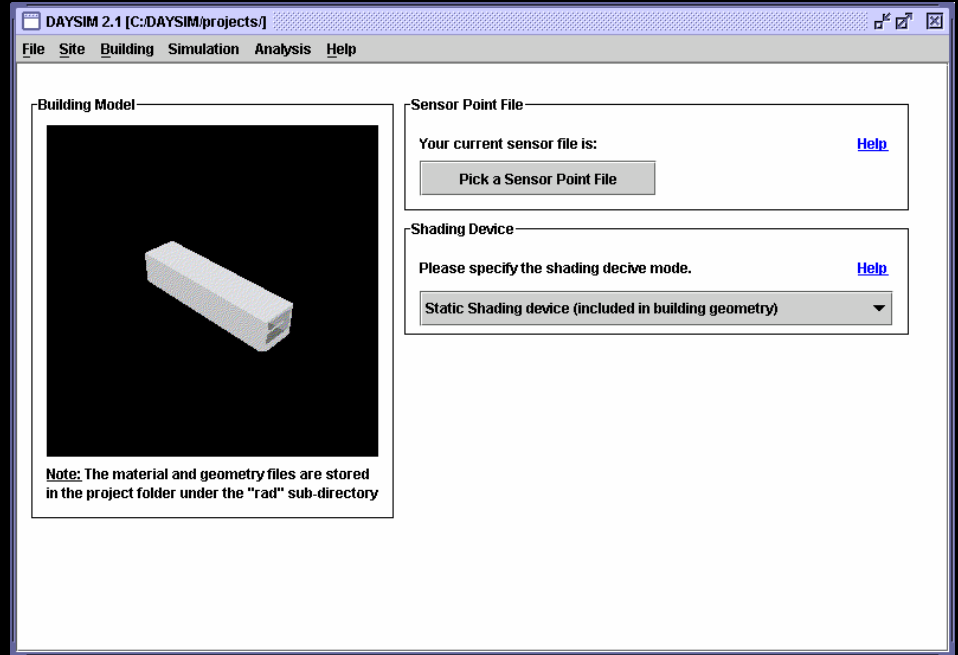 DAYSIM 2.1 [C:/DAYSIM/projects/]
File Site Building Simulation Analysis Help
Building Model
Note: The material and geometry files are stored
in the project folder under the "rad" sub-directory
Sensor Point File
Your current sensor file is: Help
Pick a Sensor Point File
Shading Device
Please specify the shading decive mode. Help
Static Shading device (included in building geometry)